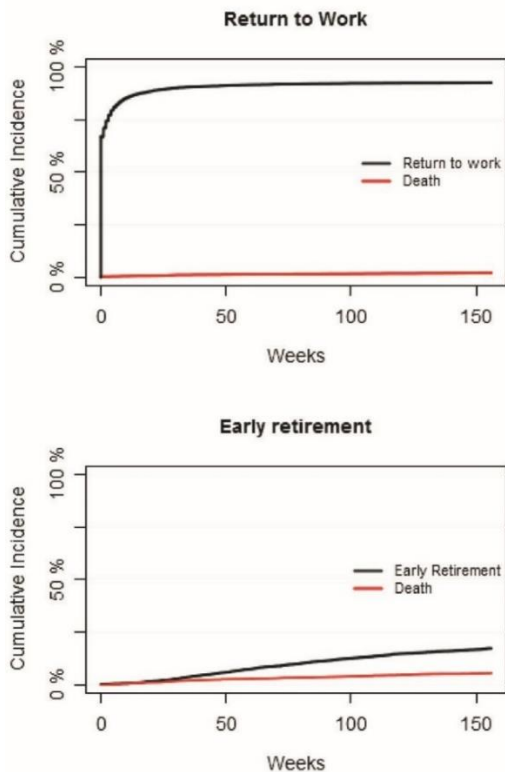 Return to Work
100 %
50 %
0 %
Cumulative Incidence
Return to work
Death
0 50 100 150
Weeks
Early retirement
100 %
50 %
0 %
Cumulative Incidence
Early Retirement
Death
0 50 100 150
Weeks